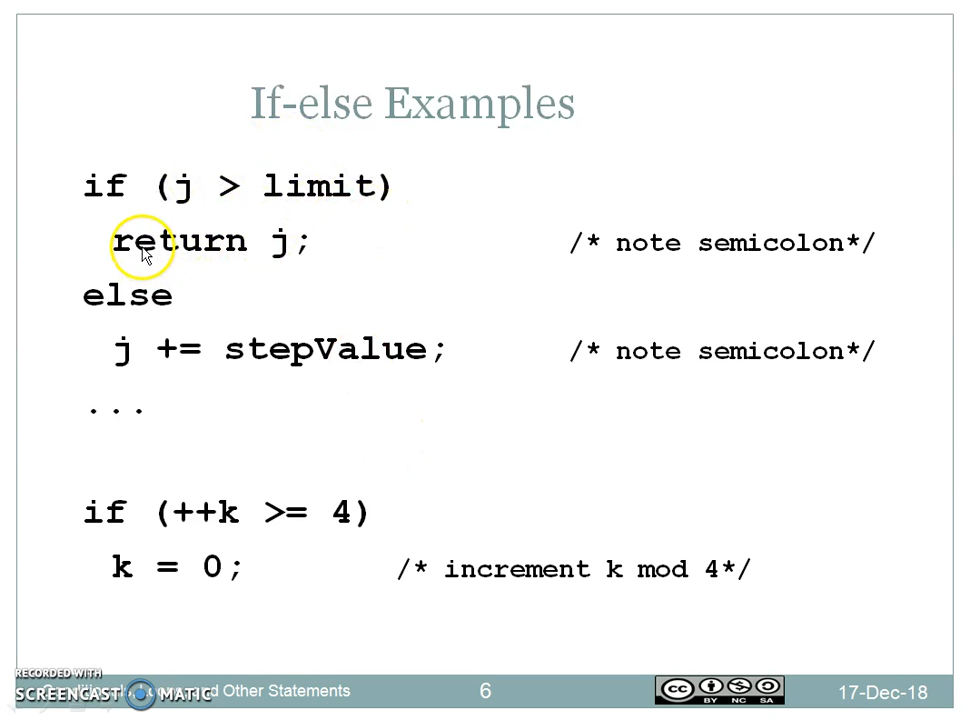 If-else Examples
if (j > limit)
return j; /* note semicolon*/
else
j += stepValue; /* note semicolon*/
...
if (++k >= 4)
k = 0; /* increment k mod 4*/
RECORDED WITH
SCREENCAST MATIC
and Other Statements
6
CC BY NC SA
17-Dec-18